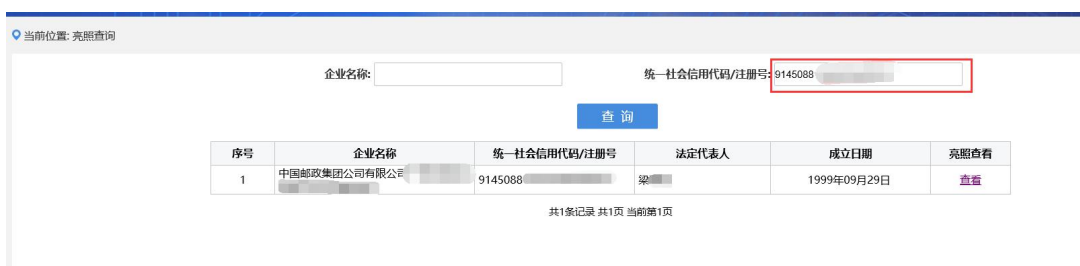 当前位置: 亮照查询
企业名称: 统一社会信用代码/注册号: 9145088
查 询
序号 企业名称 统一社会信用代码/注册号 法定代表人 成立日期 亮照查看
1 中国邮政集团公司有限公司 9145088 梁 1999年09月29日 查看
共1条记录 共1页 当前第1页